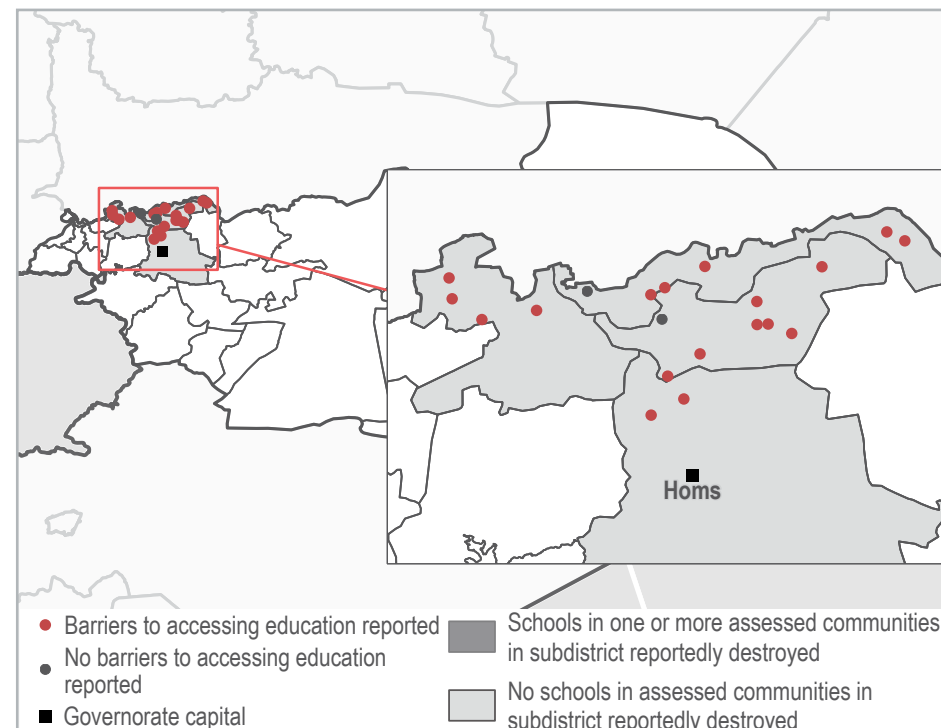 Homs
Barriers to accessing education reported
No barriers to accessing education
reported
Governorate capital
Schools in one or more assessed communities
in subdistrict reportedly destroyed
No schools in assessed communities in
subdistrict reportedly destroyed